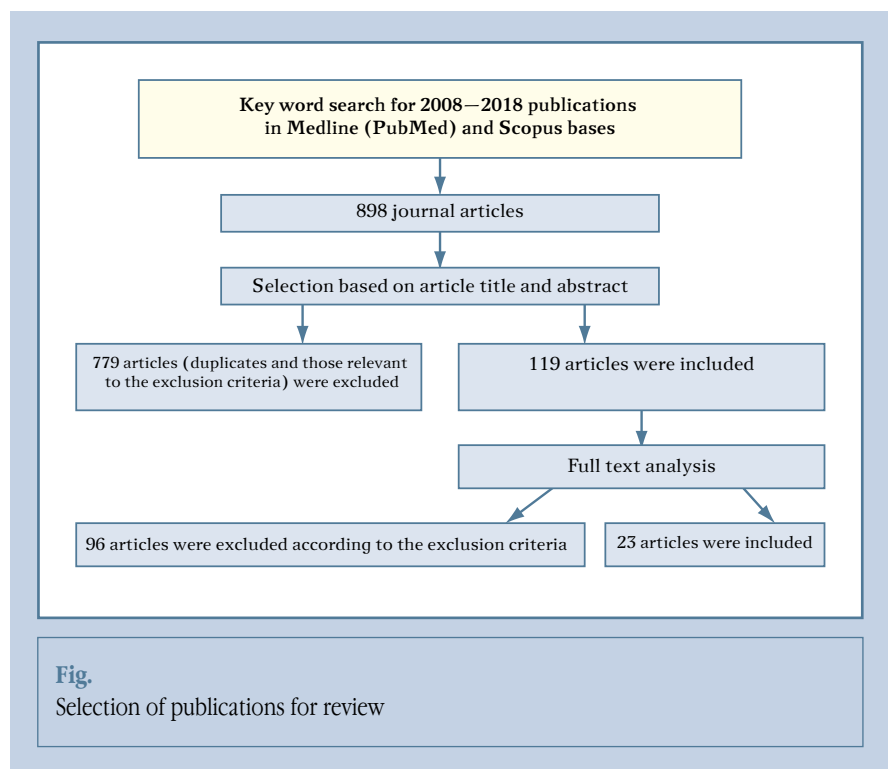 Key word search for 2008—2018 publications
in Medline (PubMed) and Scopus bases
898 journal articles
Selection based on article title and abstract
779 articles (duplicates and those relevant
to the exclusion criteria) were excluded
119 articles were included
Full text analysis
96 articles were excluded according to the exclusion criteria
23 articles were included
Fig.
Selection of publications for review